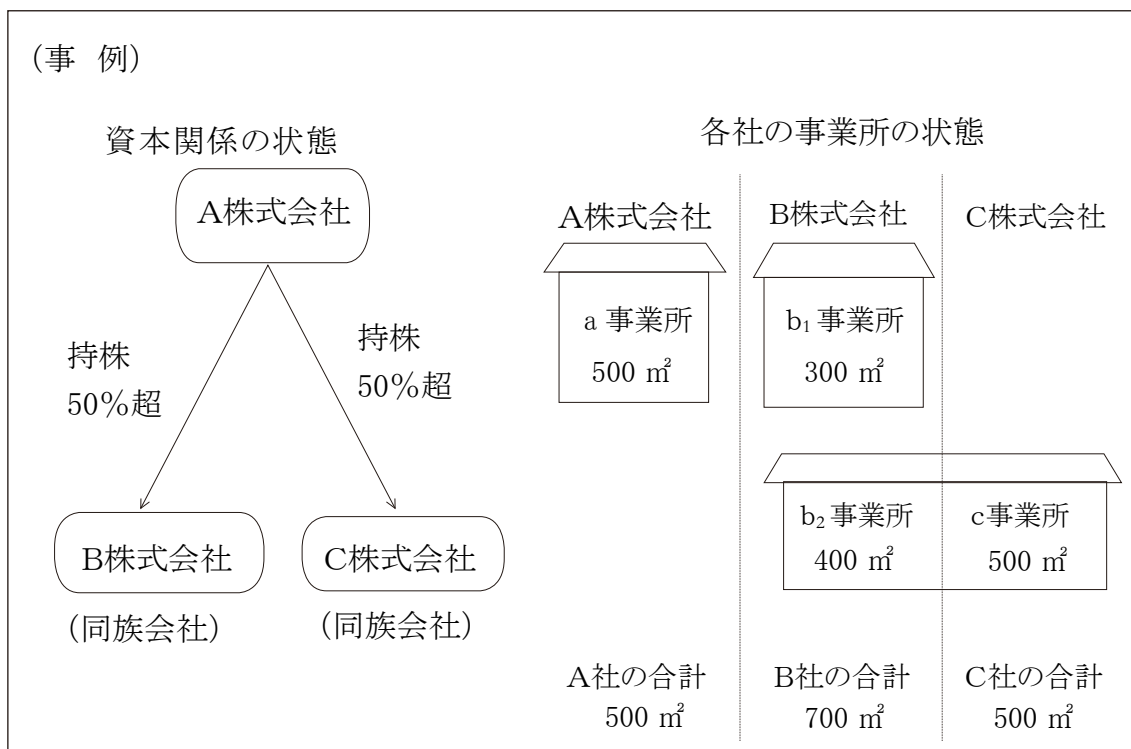 (事 例)
資本関係の状態
A株式会社
持株
50％超
持株
50％超
B株式会社
(同族会社)
C株式会社
(同族会社)
各社の事業所の状態
A株式会社
B株式会社
C株式会社
a 事業所
500 ㎡
b₁ 事業所
300 ㎡
b₂ 事業所
400 ㎡
c事業所
500 ㎡
A社の合計
500 ㎡
B社の合計
700 ㎡
C社の合計
500 ㎡